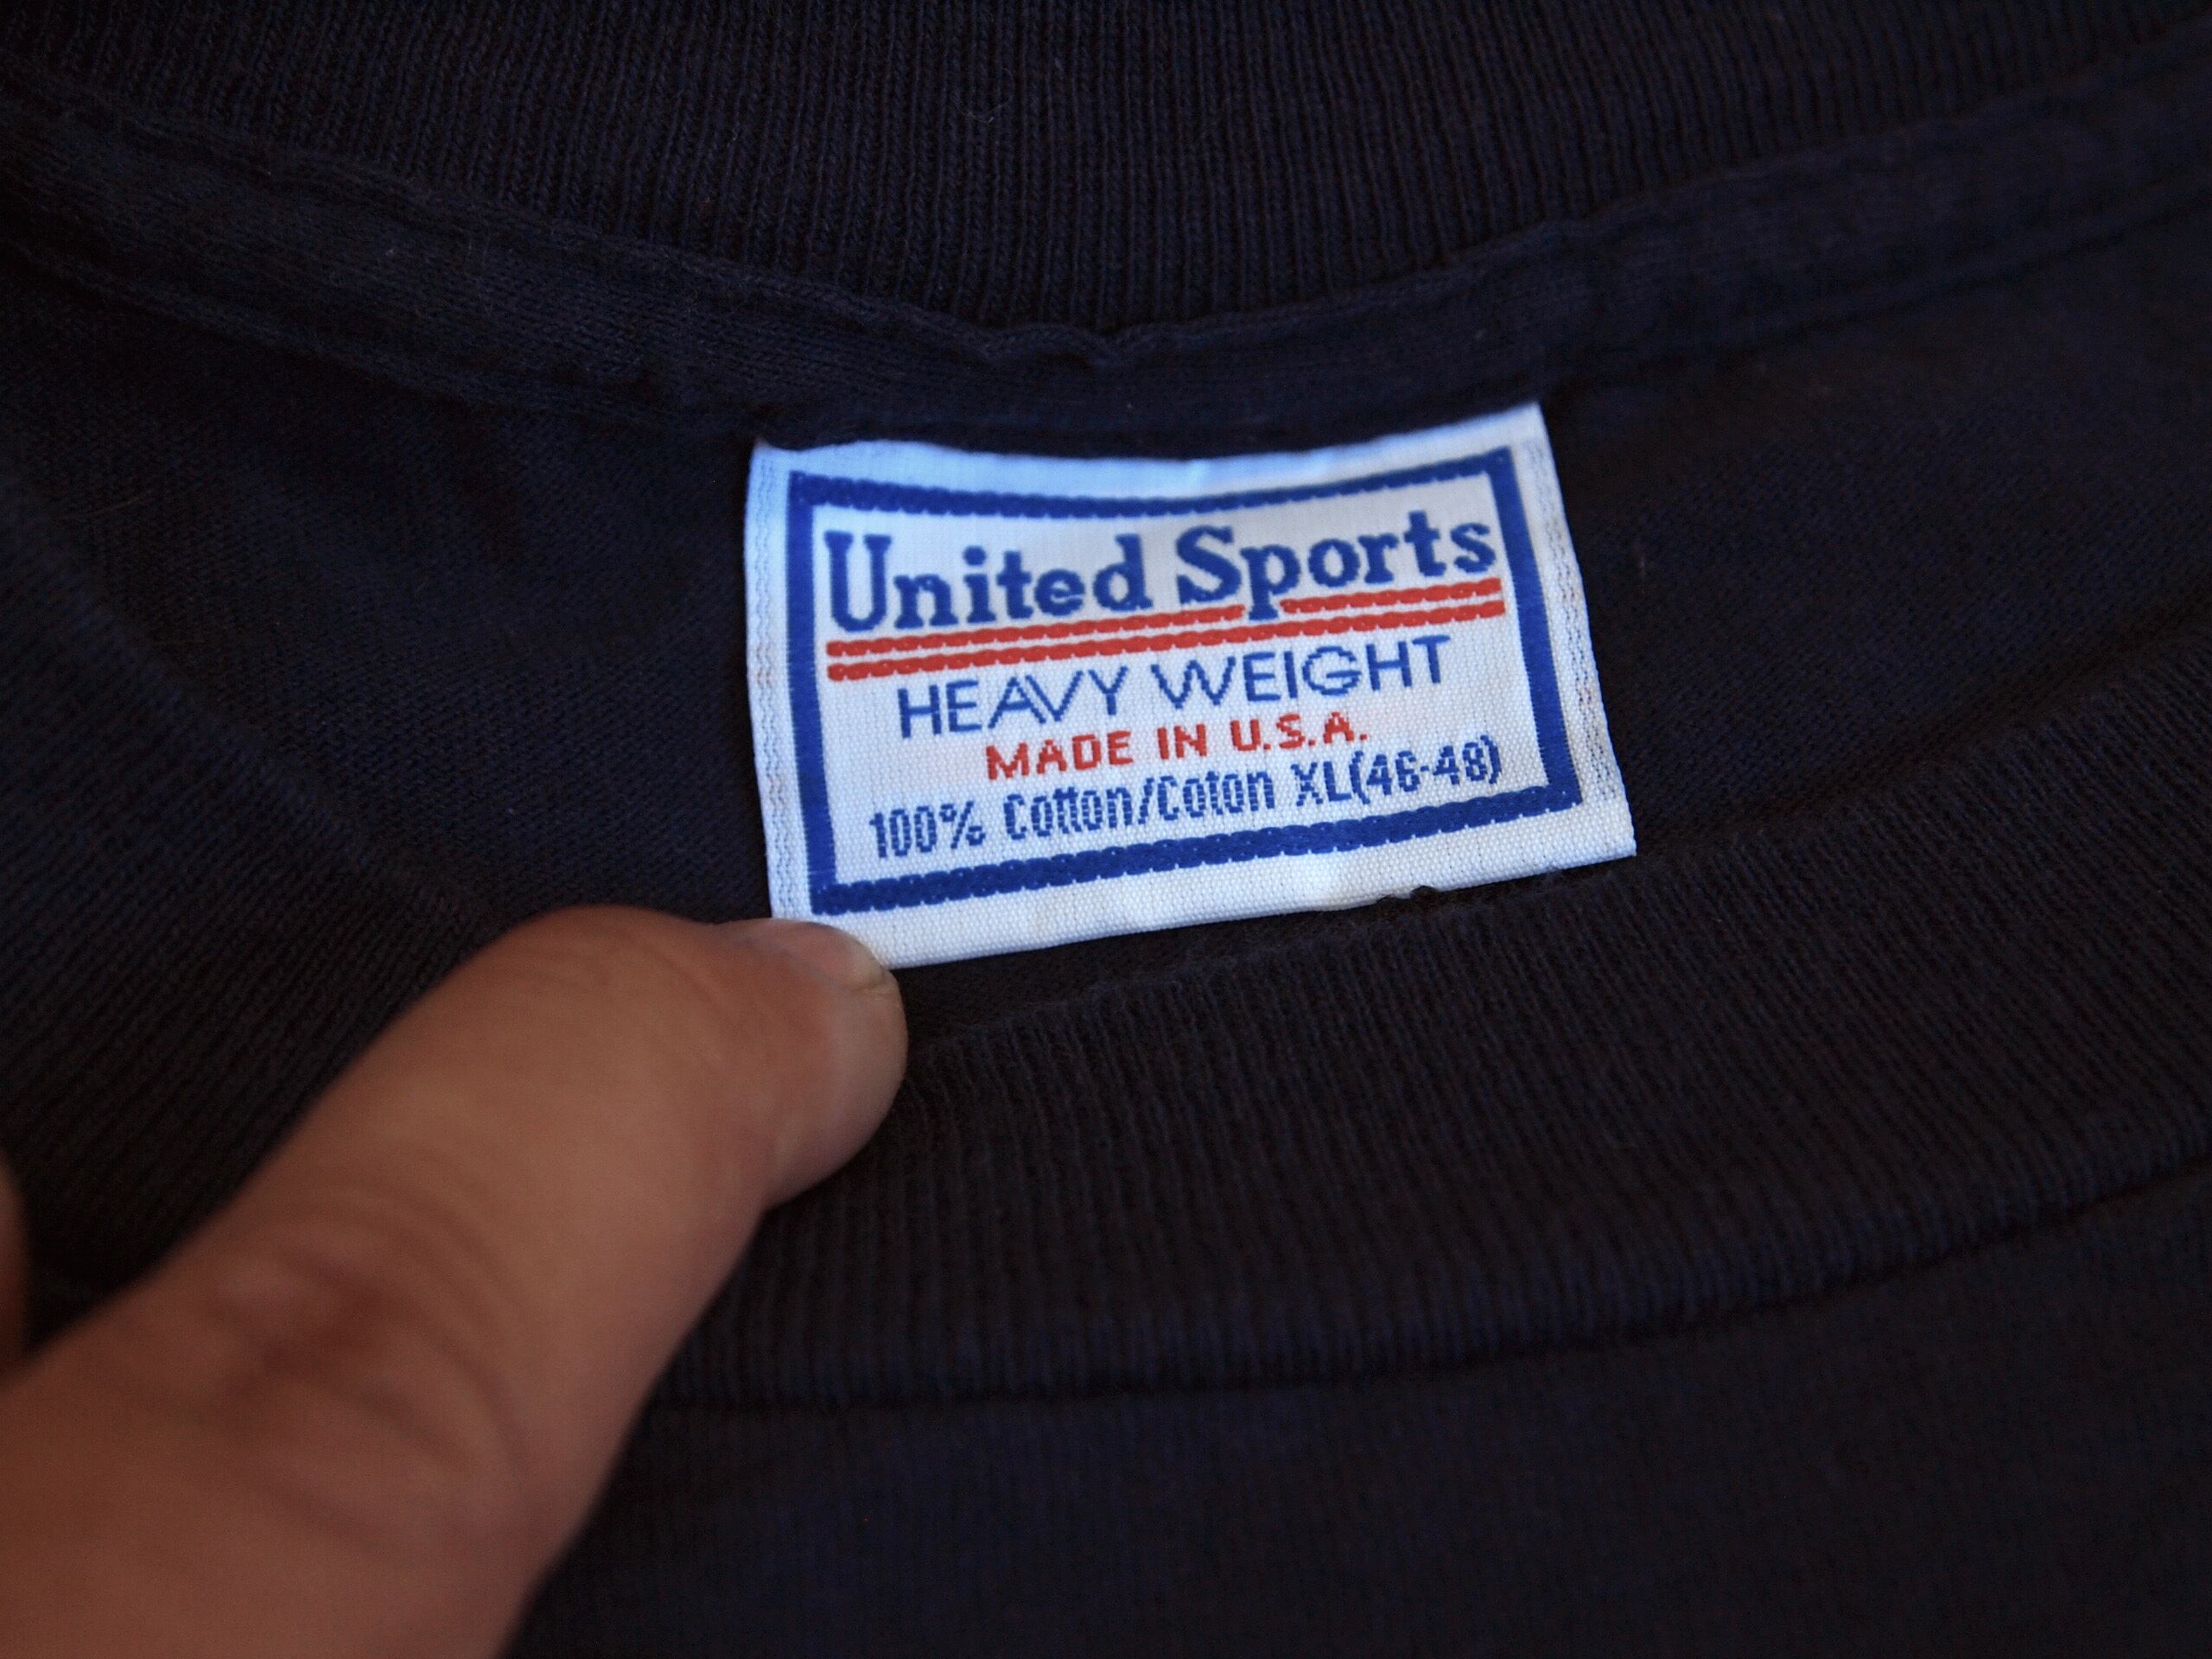 United Sports
HEAVY WEIGHT
MADE IN U.S.A.
100% Cotton/Coton XL(46-48)